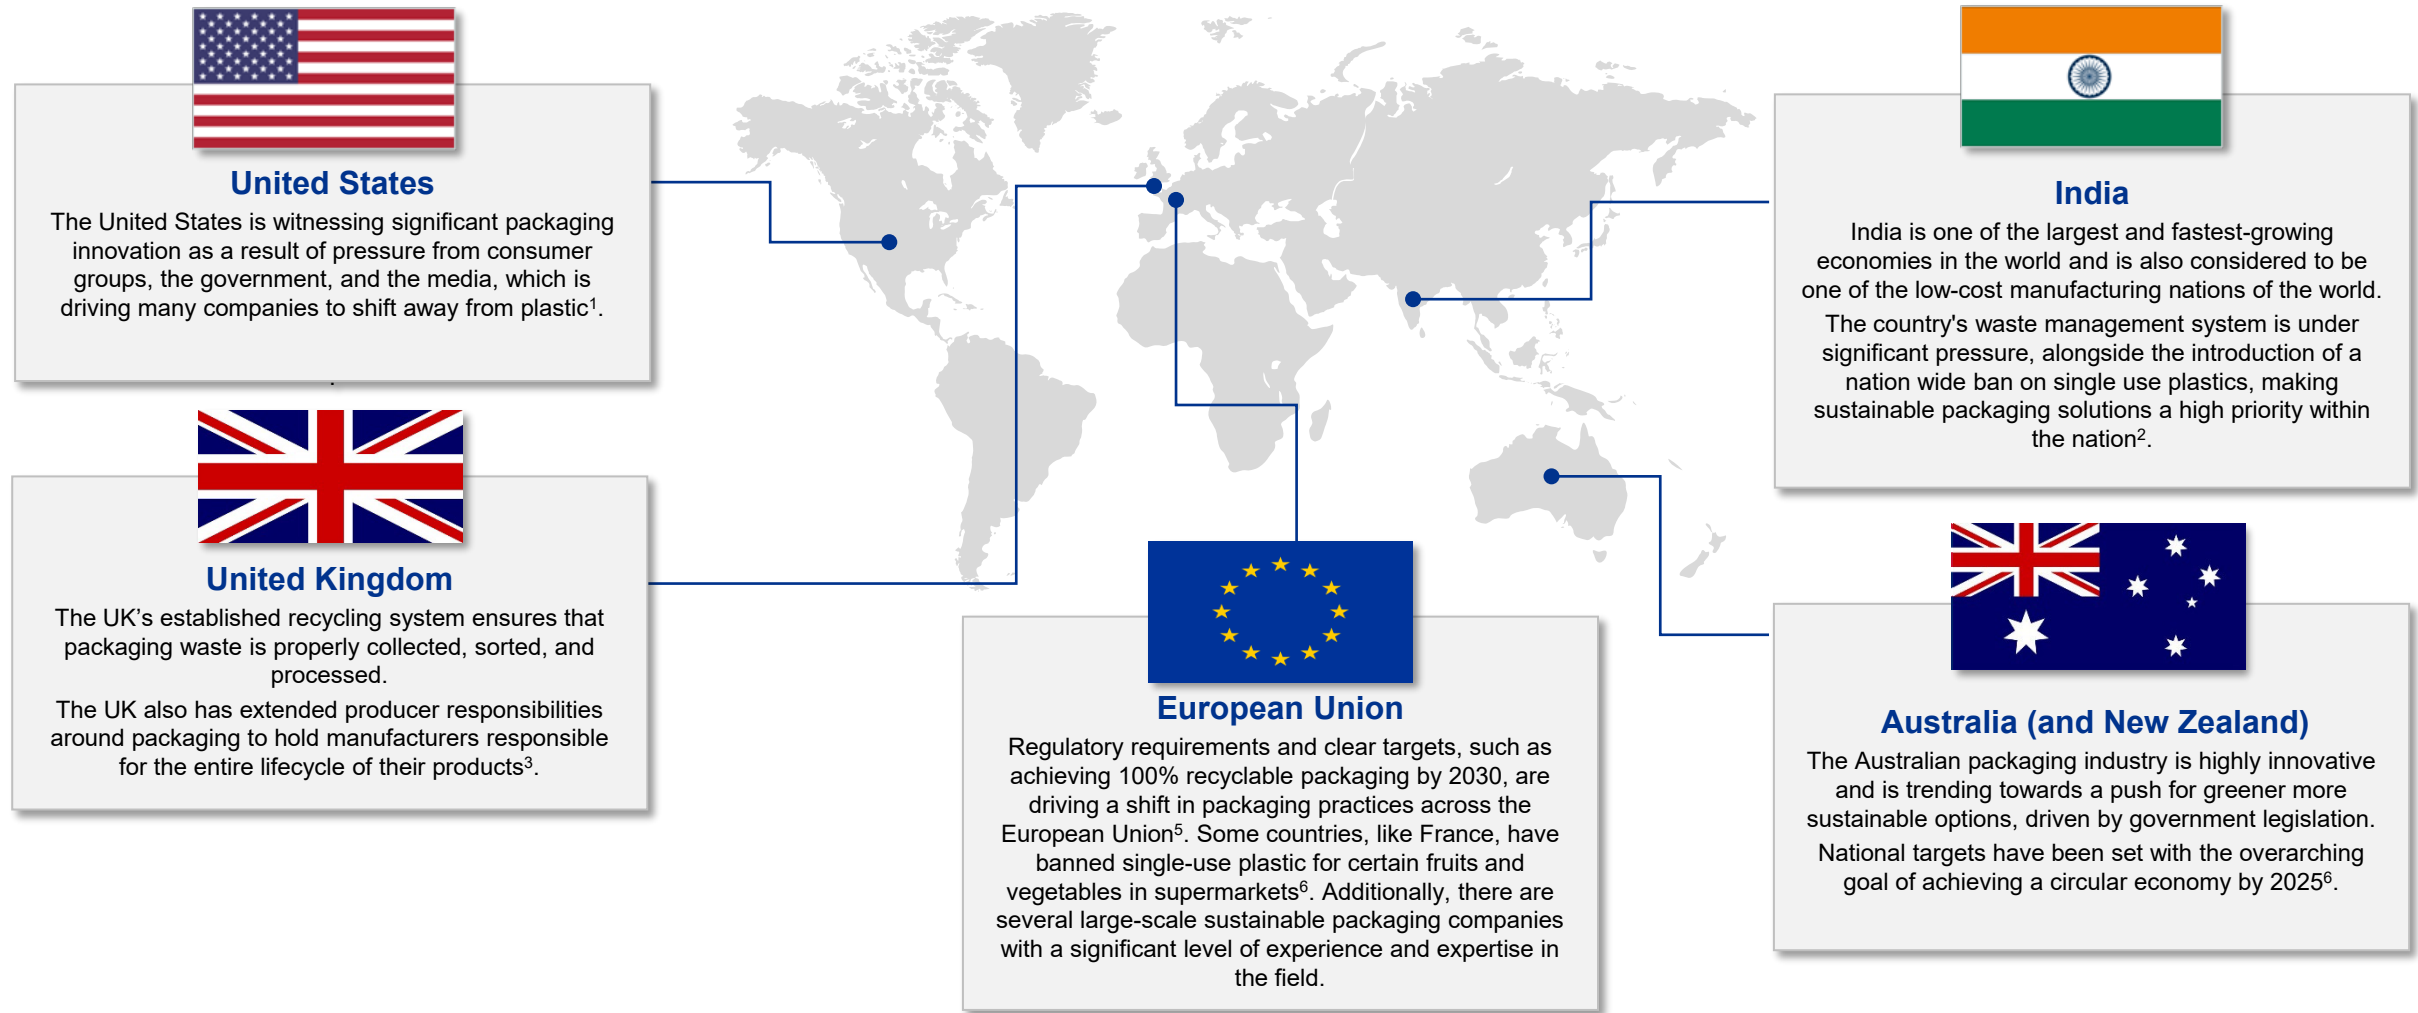 United States
The United States is witnessing significant packaging
innovation as a result of pressure from consumer
groups, the government, and the media, which is
driving many companies to shift away from plastic¹.
.
United Kingdom
The UK’s established recycling system ensures that
packaging waste is properly collected, sorted, and
processed.
The UK also has extended producer responsibilities
around packaging to hold manufacturers responsible
for the entire lifecycle of their products³.
European Union
Regulatory requirements and clear targets, such as
achieving 100% recyclable packaging by 2030, are
driving a shift in packaging practices across the
European Union⁵. Some countries, like France, have
banned single-use plastic for certain fruits and
vegetables in supermarkets⁶. Additionally, there are
several large-scale sustainable packaging companies
with a significant level of experience and expertise in
the field.
India
India is one of the largest and fastest-growing
economies in the world and is also considered to be
one of the low-cost manufacturing nations of the world.
The country's waste management system is under
significant pressure, alongside the introduction of a
nation wide ban on single use plastics, making
sustainable packaging solutions a high priority within
the nation².
Australia (and New Zealand)
The Australian packaging industry is highly innovative
and is trending towards a push for greener more
sustainable options, driven by government legislation.
National targets have been set with the overarching
goal of achieving a circular economy by 2025⁶.